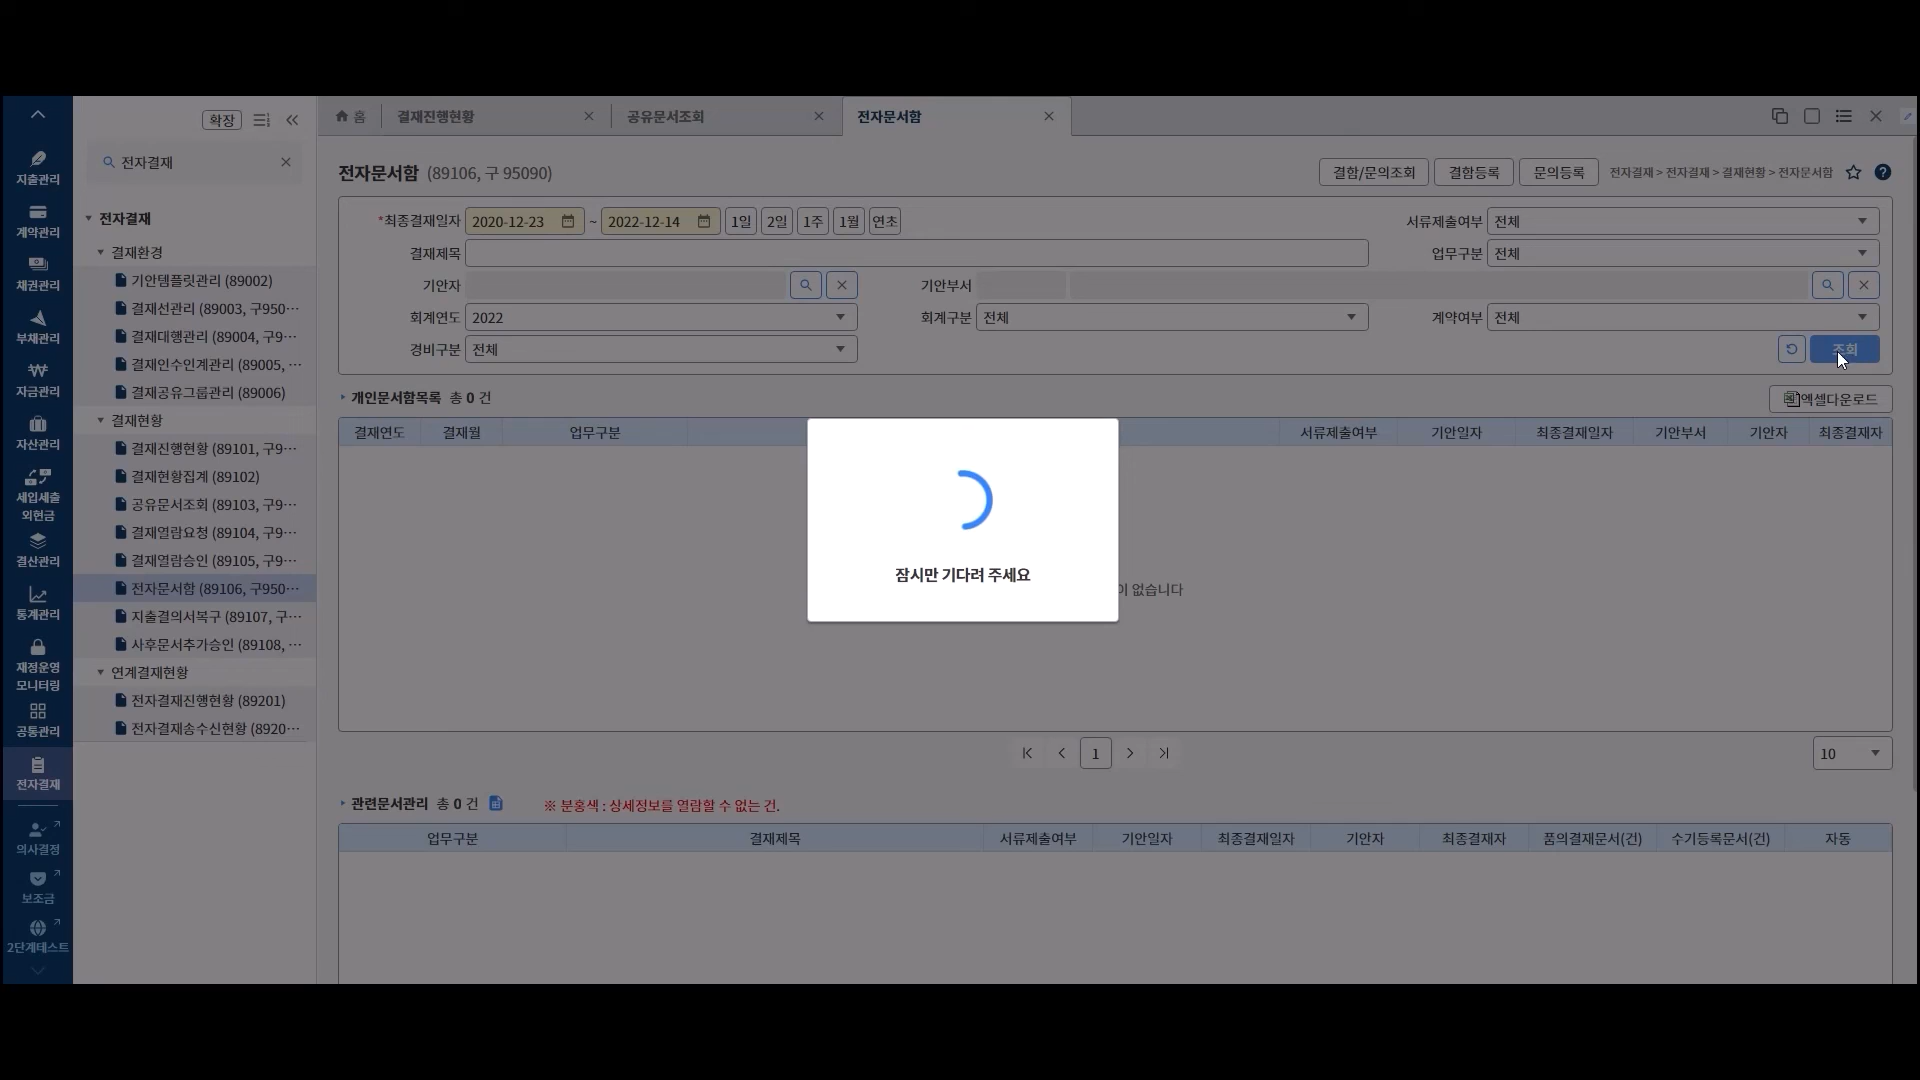 지출관리
계약관리
채권관리
부채관리
자금관리
자산관리
세입세출
외현금
결산관리
통계관리
재정운영
모니터링
공통관리
전자결재
의사결정
보조금
2단계테스트
확장
전자결재
전자결재
결재환경
기안템플릿관리 (89002)
결재선관리 (89003, 구950…
결재대행관리 (89004, 구9…
결재인수인계관리 (89005, …
결재공유그룹관리 (89006)
결재현황
결재진행현황 (89101, 구9…
결재현황집계 (89102)
공유문서조회 (89103, 구9…
결재열람요청 (89104, 구9…
결재열람승인 (89105, 구9…
전자문서함 (89106, 구950…
지출결의서복구 (89107, 구…
사후문서추가승인 (89108, …
연계결재현황
전자결재진행현황 (89201)
전자결재송수신현황 (8920…
홈 결재진행현황 공유문서조회 전자문서함
전자문서함 (89106, 구 95090) 결함/문의조회 결함등록 문의등록 전자결재 > 전자결재 > 결재현황 > 전자문서함
*최종결재일자 2020-12-23 ~ 2022-12-14 1일 2일 1주 1월 연초 서류제출여부 전체
결재제목 업무구분 전체
기안자 기안부서
회계연도 2022 회계구분 전체 계약여부 전체
경비구분 전체 조회
개인문서함목록 총 0 건 엑셀다운로드
결재연도 결재월 업무구분 서류제출여부 기안일자 최종결재일자 기안부서 기안자 최종결재자
잠시만 기다려 주세요
이 없습니다
1 10
관련문서관리 총 0 건 ※ 분홍색 : 상세정보를 열람할 수 없는 건.
업무구분 결재제목 서류제출여부 기안일자 최종결재일자 기안자 최종결재자 품의결재문서(건) 수기등록문서(건) 자동